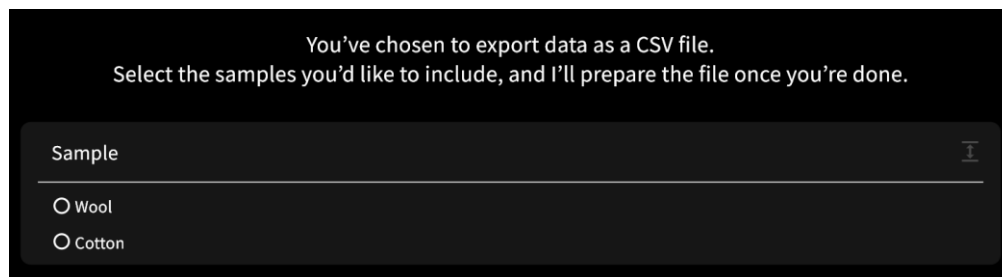 You’ve chosen to export data as a CSV file.
Select the samples you’d like to include, and I’ll prepare the file once you’re done.
Sample
Wool
Cotton